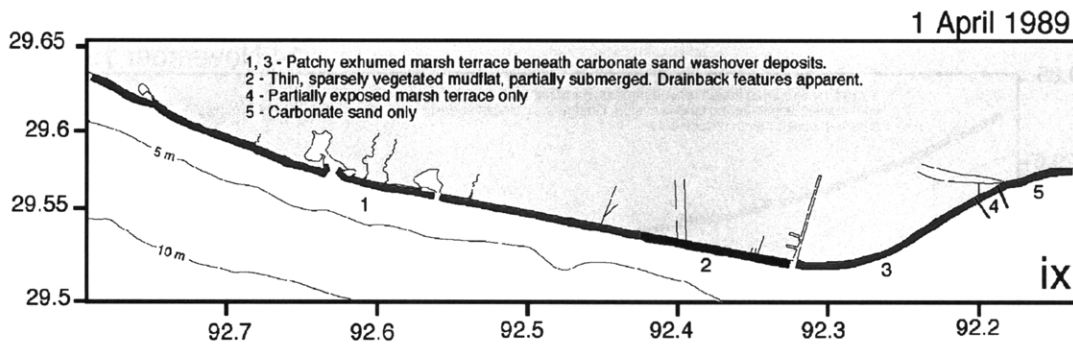 1 April 1989
29.65
1, 3 - Patchy exhumed marsh terrace beneath carbonate sand washover deposits.
2 - Thin, sparsely vegetated mudflat, partially submerged. Drainback features apparent.
4 - Partially exposed marsh terrace only
5 - Carbonate sand only
29.6
5 m
29.55
1
5
4
2
3
10 m
ix
29.5
92.7 92.6 92.5 92.4 92.3 92.2